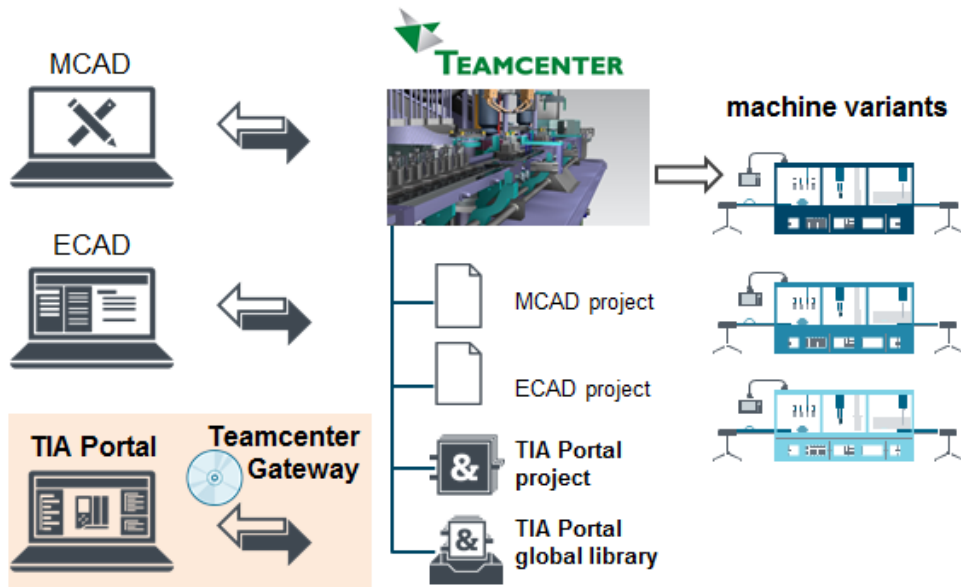 MCAD
TEAMCENTER
machine variants
ECAD
MCAD project
ECAD project
TIA Portal
Teamcenter
Gateway
&
TIA Portal
project
&
TIA Portal
global library